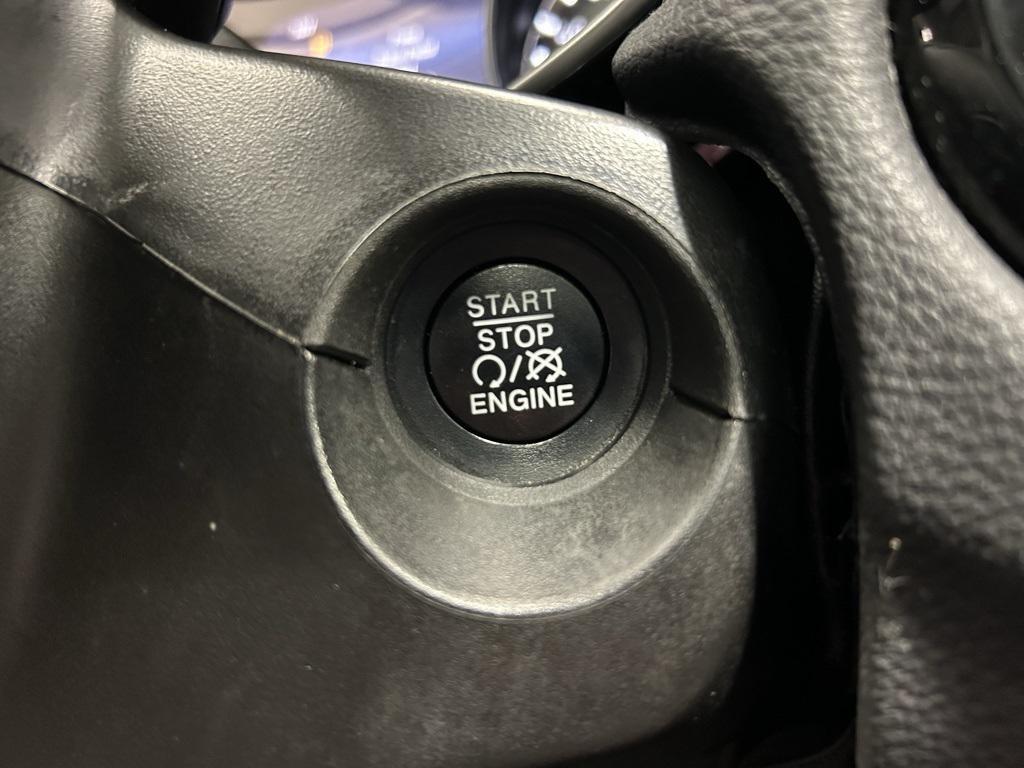 START
STOP
/
ENGINE